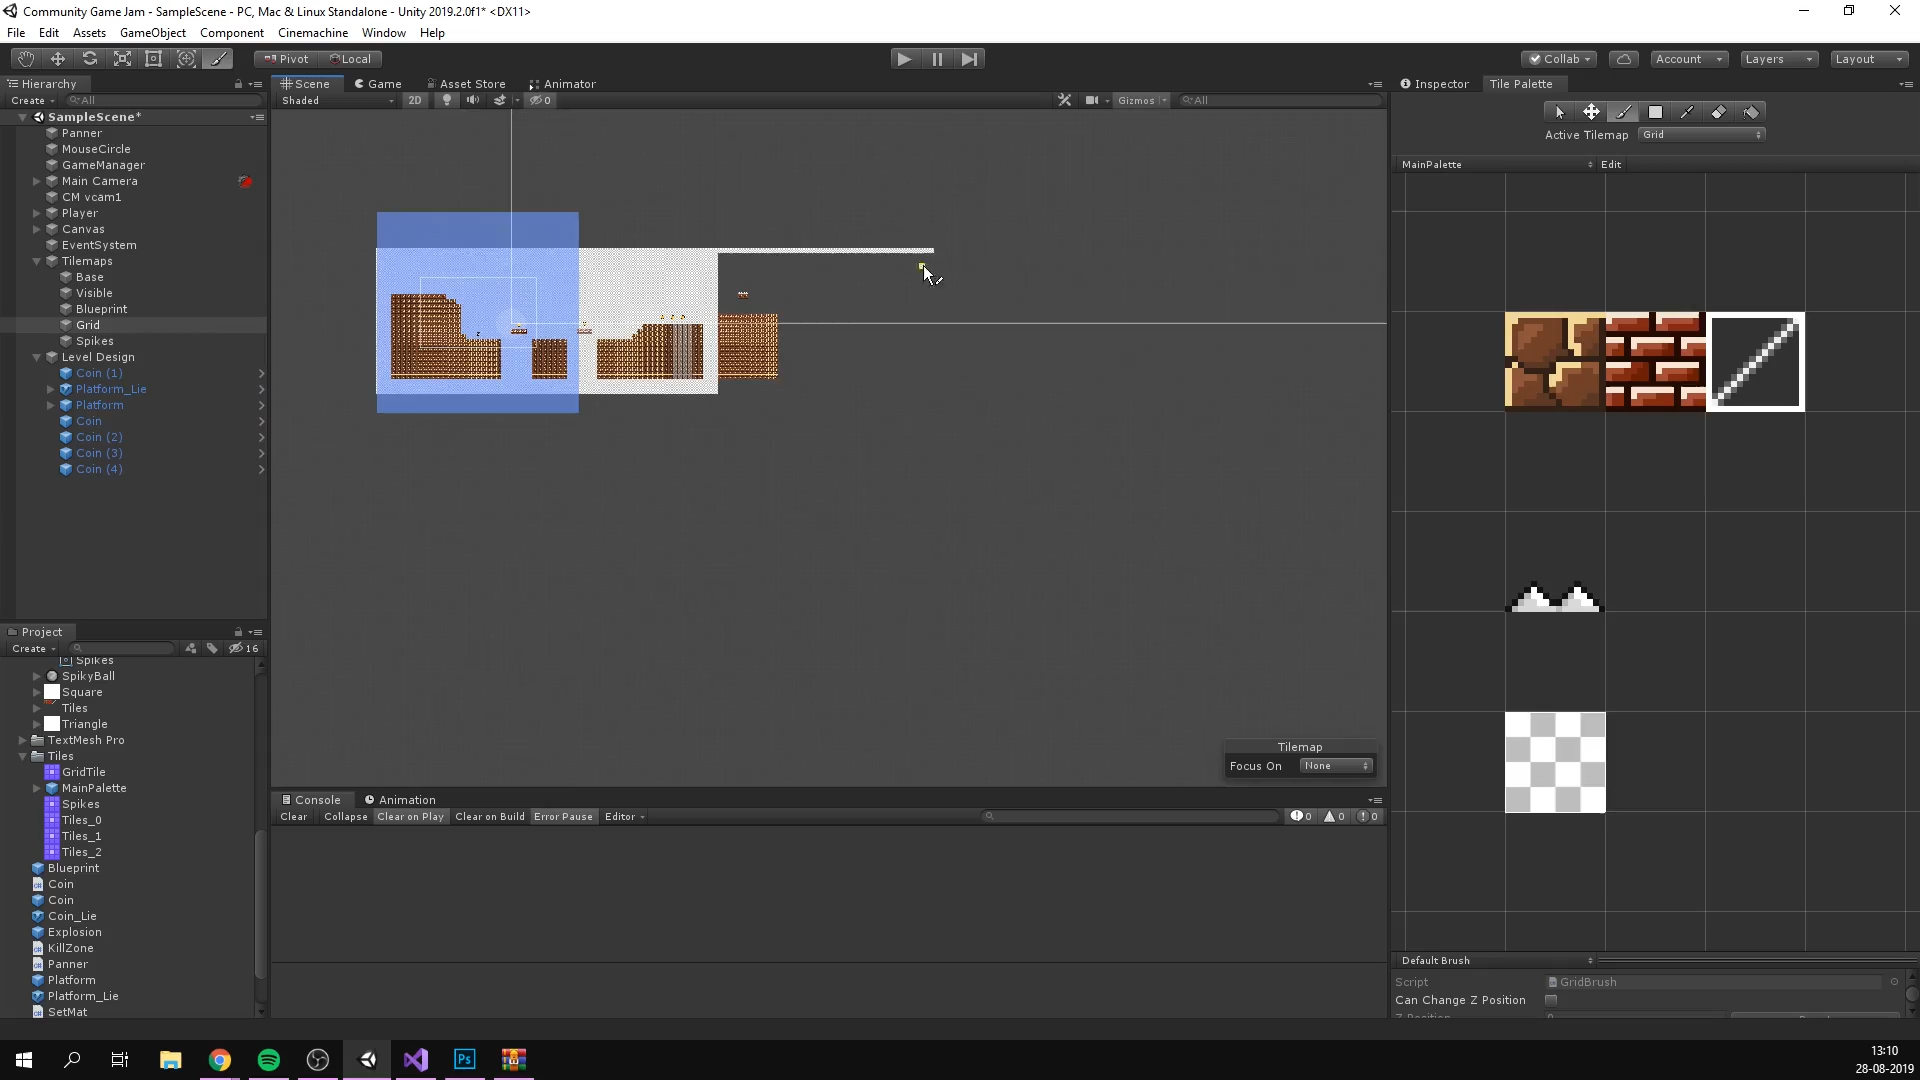 Community Game Jam - SampleScene - PC, Mac & Linux Standalone - Unity 2019.2.0f1* <DX11>
File Edit Assets GameObject Component Cinemachine Window Help
Pivot Local Collab Account Layers Layout
Hierarchy Scene Game Asset Store Animator Inspector Tile Palette
Create All Shaded 2D 0 Gizmos All
SampleScene*
Panner
MouseCircle
GameManager
Main Camera
CM vcam1
Player
Canvas
EventSystem
Tilemaps
Base
Visible
Blueprint
Grid
Spikes
Level Design
Coin (1)
Platform_Lie
Platform
Coin
Coin (2)
Coin (3)
Coin (4)
Active Tilemap Grid
MainPalette Edit
Tilemap
Focus On None
Project
Create 16
Spikes
SpikyBall
Square
Tiles
Triangle
TextMesh Pro
Tiles
GridTile
MainPalette
Spikes
Tiles_0
Tiles_1
Tiles_2
Blueprint
Coin
Coin
Coin_Lie
Explosion
KillZone
Panner
Platform
Platform_Lie
SetMat
Console Animation
Clear Collapse Clear on Play Clear on Build Error Pause Editor 0 0 0
Default Brush
Script GridBrush
Can Change Z Position
Ps
13:10
28-08-2019